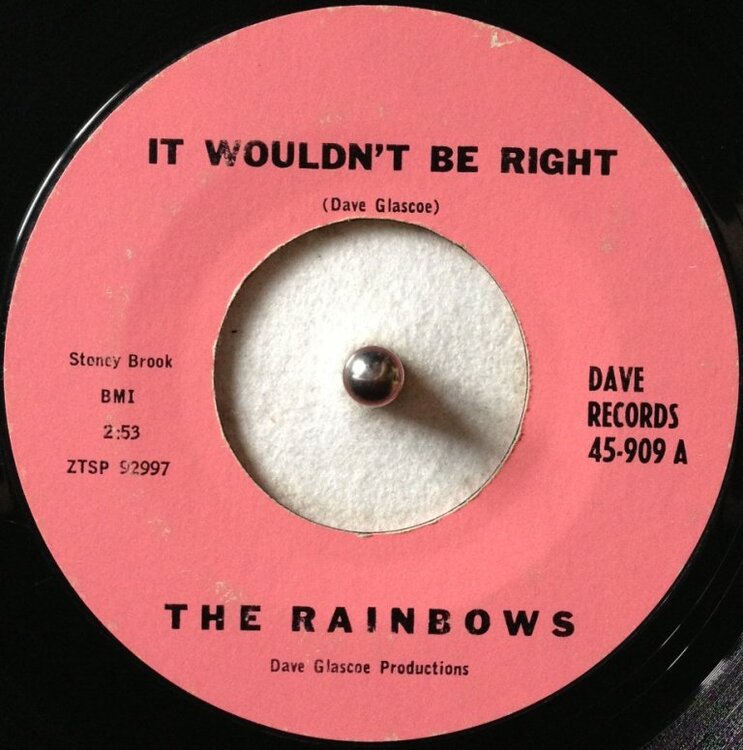 IT WOULDN'T BE RIGHT
(Dave Glascoe)
Stoney Brook
BMI
2:53
ZTSP 92997
DAVE
RECORDS
45-909 A
THE RAINBOWS
Dave Glascoe Productions